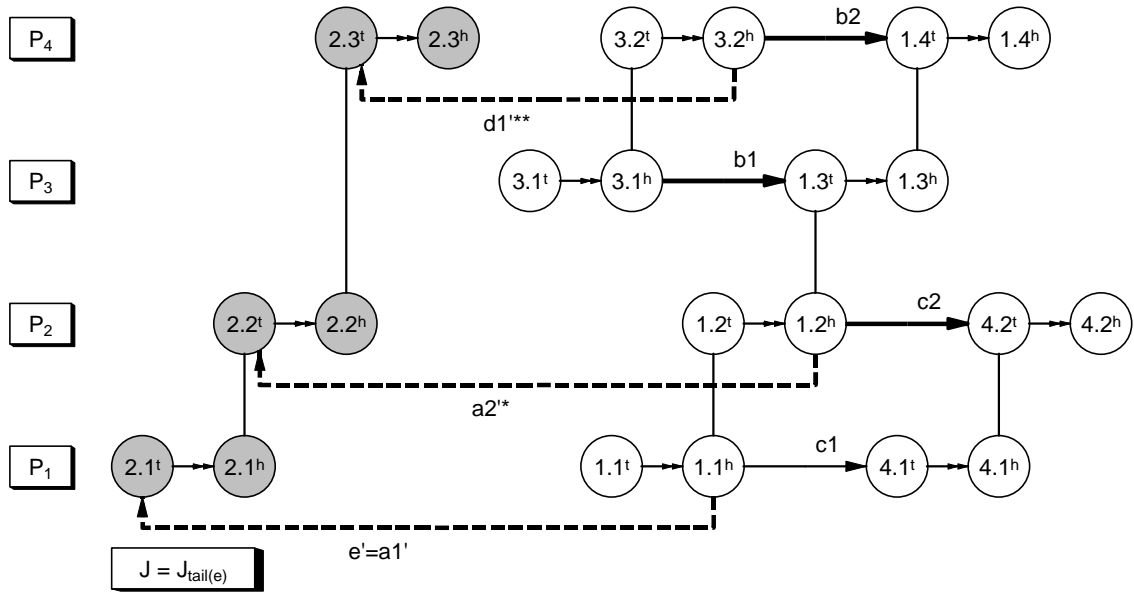 P₄ 2.3ᵗ 2.3ʰ 3.2ᵗ 3.2ʰ b2 1.4ᵗ 1.4ʰ
d1'**
P₃ 3.1ᵗ 3.1ʰ b1 1.3ᵗ 1.3ʰ
P₂ 2.2ᵗ 2.2ʰ 1.2ᵗ 1.2ʰ c2 4.2ᵗ 4.2ʰ
a2'*
P₁ 2.1ᵗ 2.1ʰ 1.1ᵗ 1.1ʰ c1 4.1ᵗ 4.1ʰ
e'=a1'
J = J_tail(e)